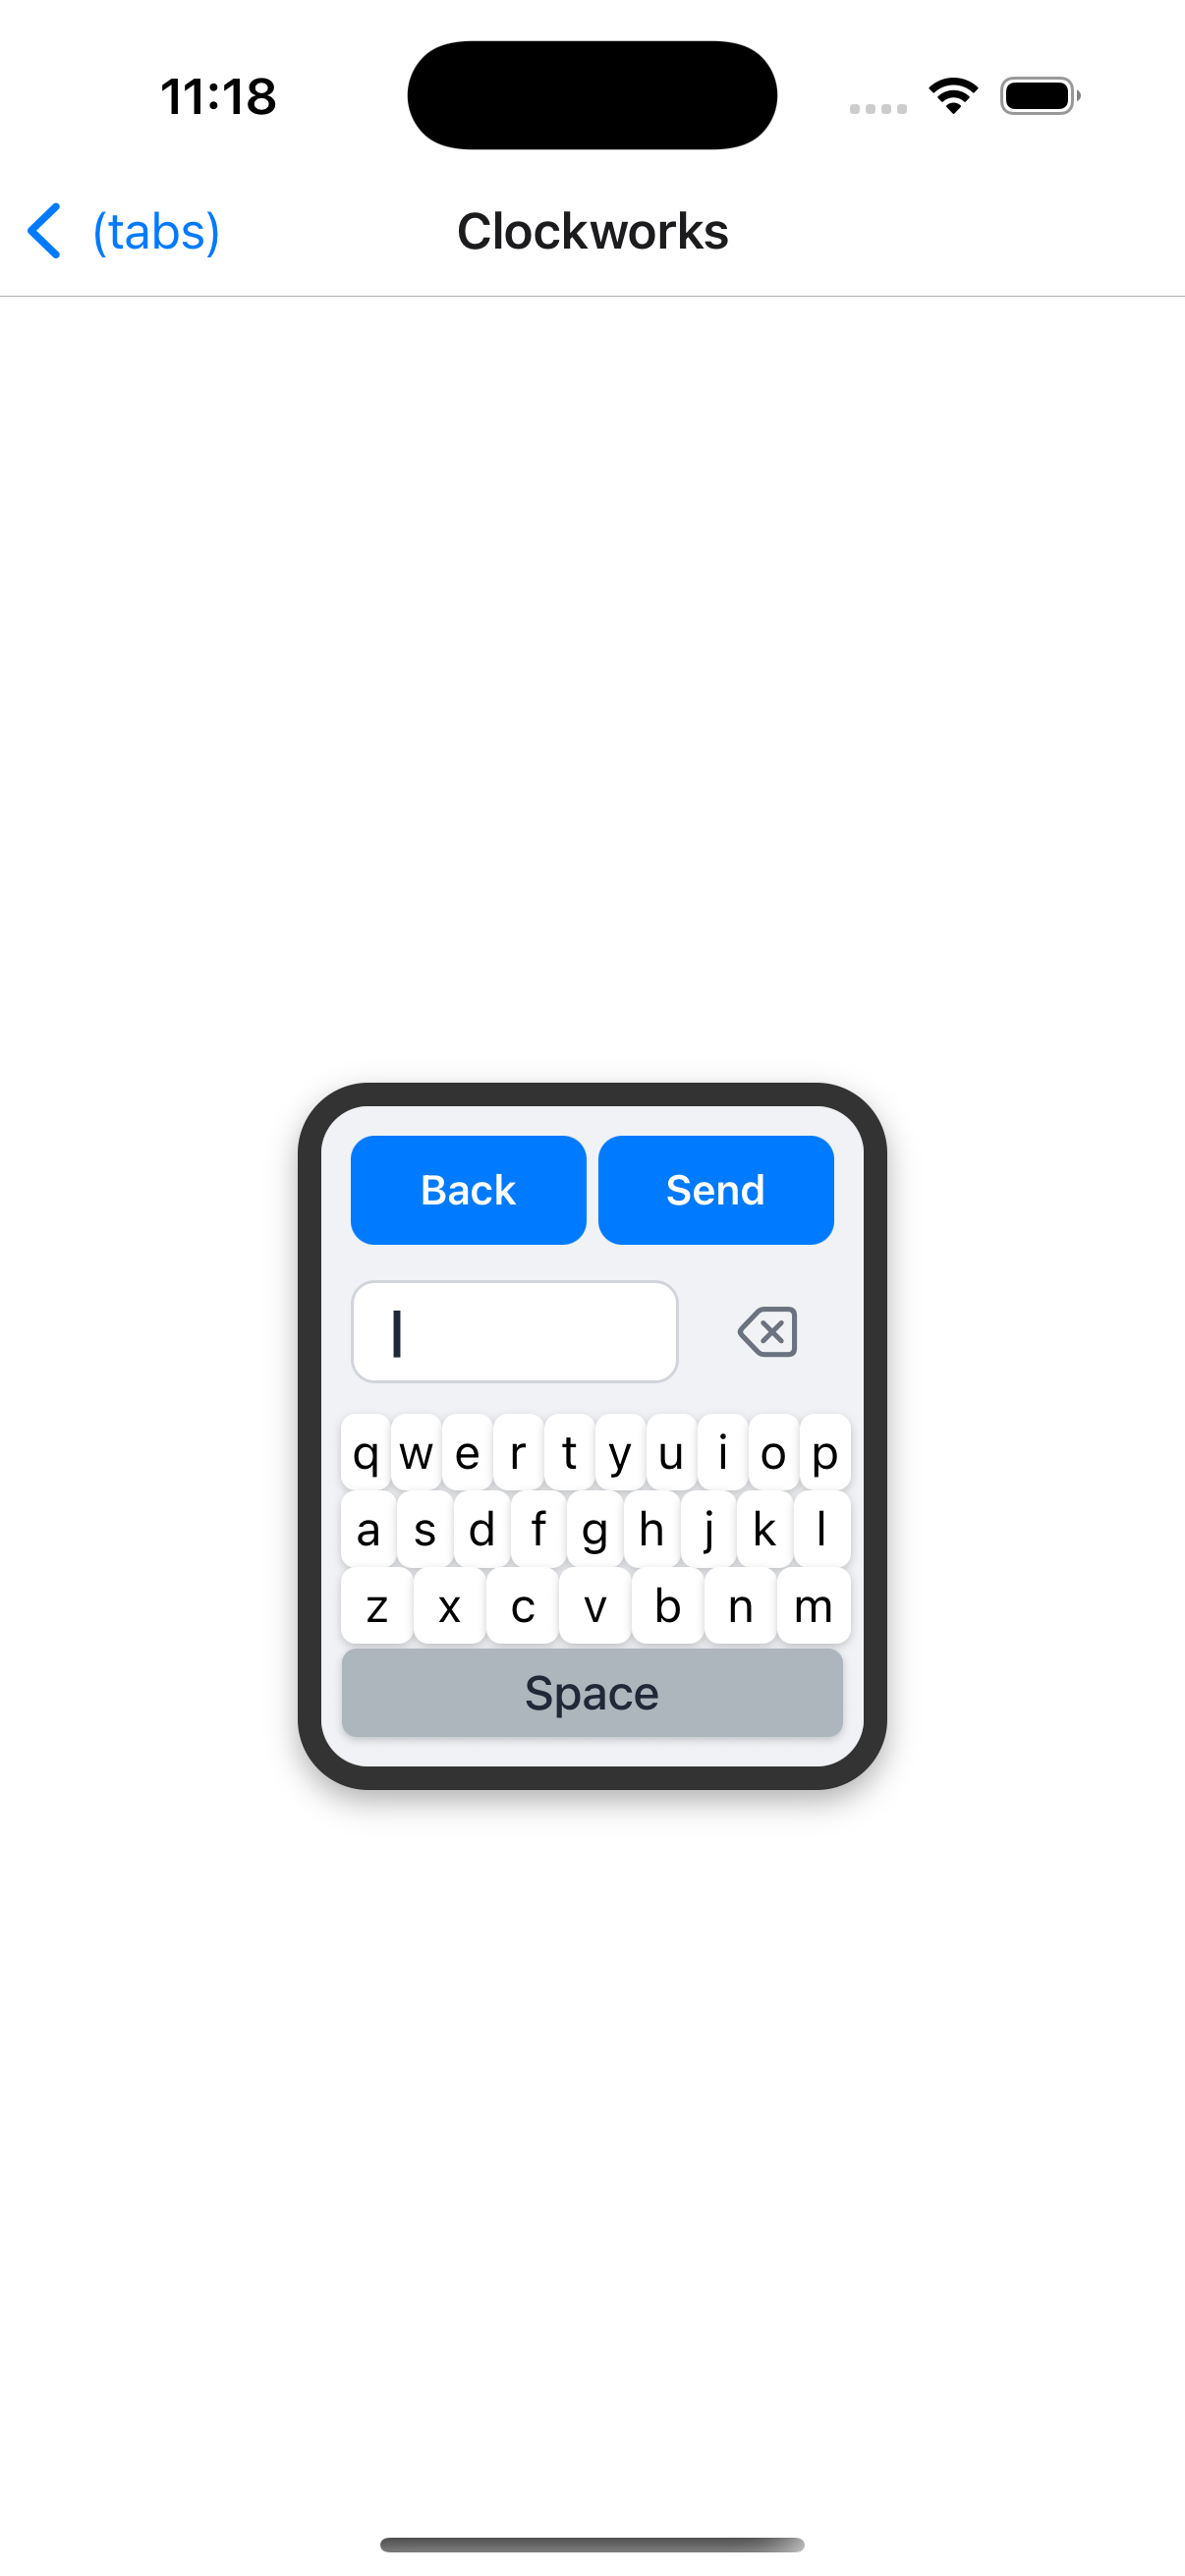 11:18
(tabs) Clockworks
Back Send
q w e r t y u i o p
a s d f g h j k l
z x c v b n m
Space